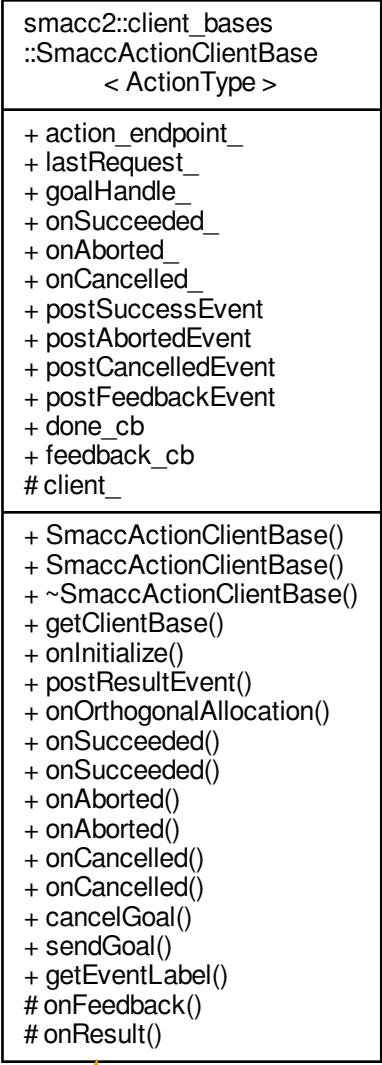 smacc2::client_bases
::SmaccActionClientBase
< ActionType >
+ action_endpoint_
+ lastRequest_
+ goalHandle_
+ onSucceeded_
+ onAborted_
+ onCancelled_
+ postSuccessEvent
+ postAbortedEvent
+ postCancelledEvent
+ postFeedbackEvent
+ done_cb
+ feedback_cb
# client_
+ SmaccActionClientBase()
+ SmaccActionClientBase()
+ ~SmaccActionClientBase()
+ getClientBase()
+ onInitialize()
+ postResultEvent()
+ onOrthogonalAllocation()
+ onSucceeded()
+ onSucceeded()
+ onAborted()
+ onAborted()
+ onCancelled()
+ onCancelled()
+ cancelGoal()
+ sendGoal()
+ getEventLabel()
# onFeedback()
# onResult()